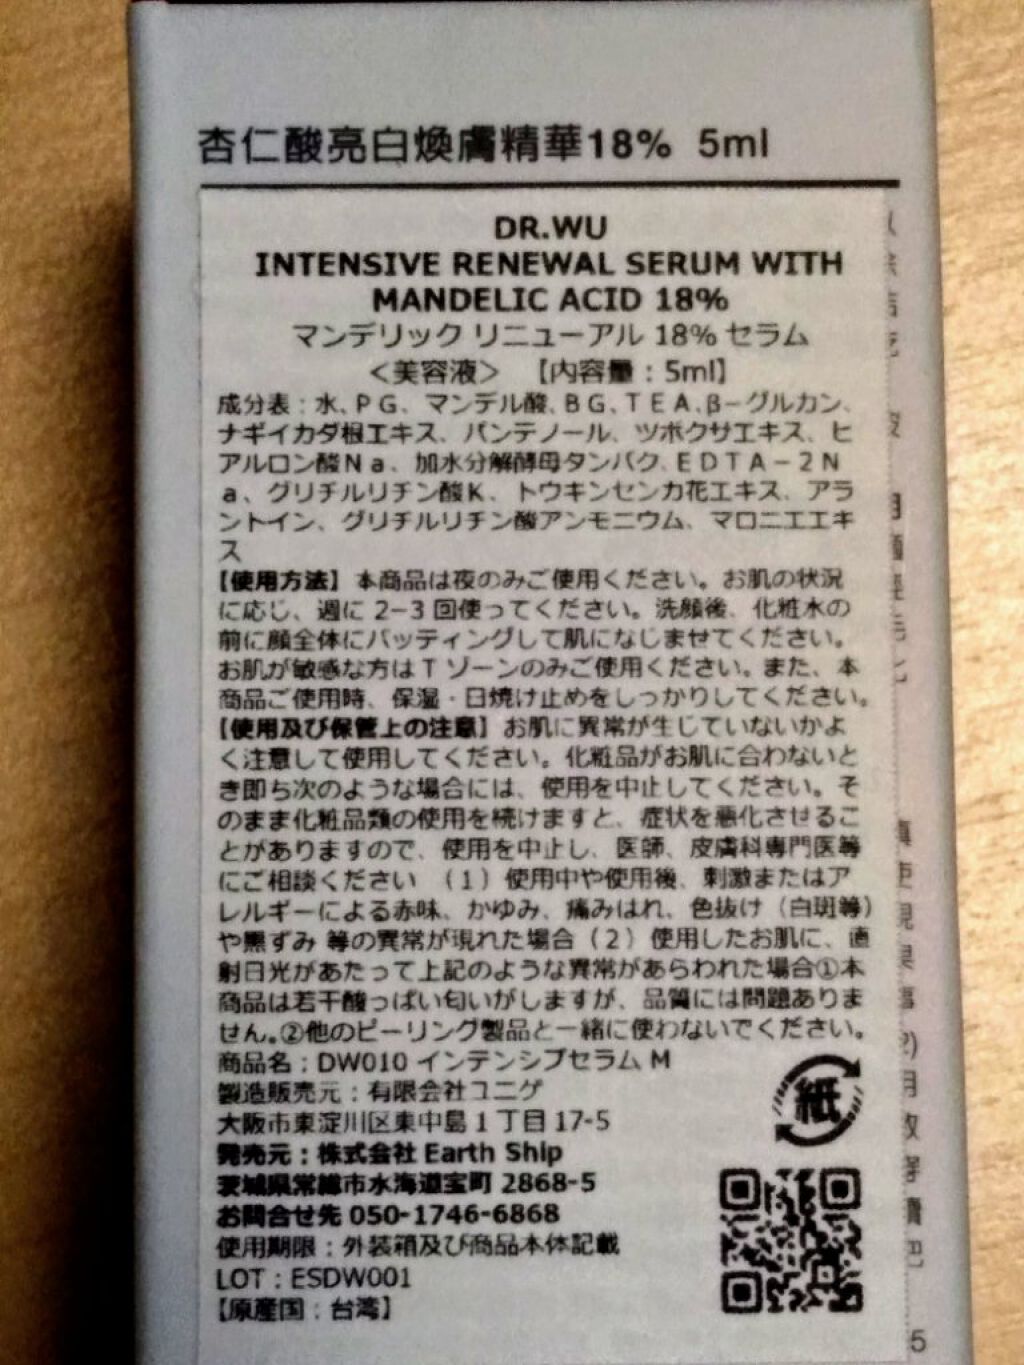 杏仁酸亮白煥膚精華18% 5ml
DR.WU
INTENSIVE RENEWAL SERUM WITH
MANDELIC ACID 18%
マンデリック リニューアル 18% セラム
＜美容液＞ 【内容量：5ml】
成分表：水、ＰＧ、マンデル酸、ＢＧ、ＴＥＡ、β－グルカン、
ナギイカダ根エキス、パンテノール、ツボクサエキス、ヒ
アルロン酸Ｎａ、加水分解酵母タンパク、ＥＤＴＡ－２Ｎ
ａ、グリチルリチン酸Ｋ、トウキンセンカ花エキス、アラ
ントイン、グリチルリチン酸アンモニウム、マロニエエキ
ス
【使用方法】本商品は夜のみご使用ください。お肌の状況
に応じ、週に 2−3 回使ってください。洗顔後、化粧水の
前に顔全体にパッティングして肌になじませてください。
お肌が敏感な方は T ゾーンのみご使用ください。また、本
商品ご使用時、保湿・日焼け止めをしっかりしてください。
【使用及び保管上の注意】お肌に異常が生じていないかよ
く注意して使用してください。化粧品がお肌に合わないと
き即ち次のような場合には、使用を中止してください。そ
のまま化粧品類の使用を続けますと、症状を悪化させるこ
とがありますので、使用を中止し、医師、皮膚科専門医等
にご相談ください （１）使用中や使用後、刺激またはア
レルギーによる赤味、かゆみ、痛みはれ、色抜け（白斑等）
や黒ずみ 等の異常が現れた場合（２）使用したお肌に、直
射日光があたって上記のような異常があらわれた場合①本
商品は若干酸っぱい匂いがしますが、品質には問題ありま
せん。②他のピーリング製品と一緒に使わないでください。
商品名：DW010 インテンシブセラム M
製造販売元：有限会社ユニゲ
大阪市東淀川区東中島 1 丁目 17-5
発売元：株式会社 Earth Ship
茨城県常総市水海道宝町 2868-5
お問合せ先 050-1746-6868
使用期限：外装箱及び商品本体記載
LOT：ESDW001
【原産国：台湾】
紙
5